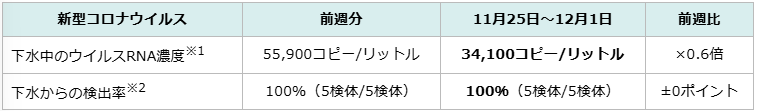 新型コロナウイルス 前週分 11月25日～12月1日 前週比
下水中のウイルスRNA濃度※1 55,900コピー/リットル 34,100コピー/リットル ×0.6倍
下水からの検出率※2 100%（5検体/5検体） 100%（5検体/5検体） ±0ポイント